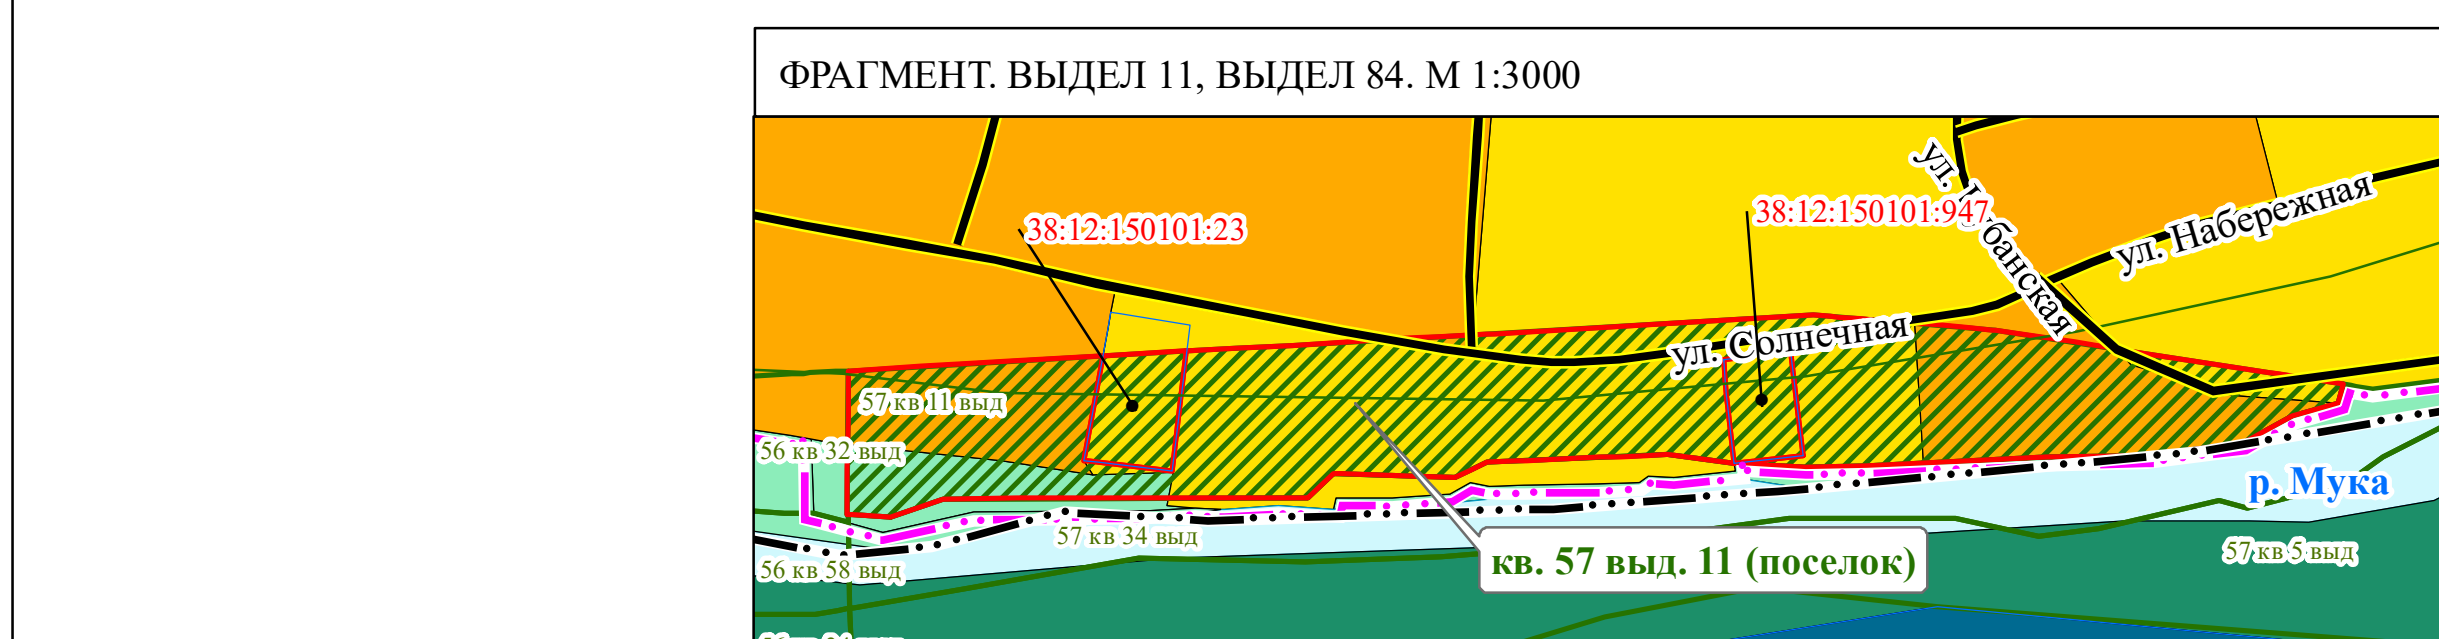 ФРАГМЕНТ. ВЫДЕЛ 11, ВЫДЕЛ 84. М 1:3000
38:12:150101:23
38:12:150101:947
ул.
ул. Набережная
ул. Солнечная
57 кв 11 выд
56 кв 32 выд
р. Мука
57 кв 34 выд
кв. 57 выд. 11 (поселок)
57 кв 5 выд
56 кв 58 выд